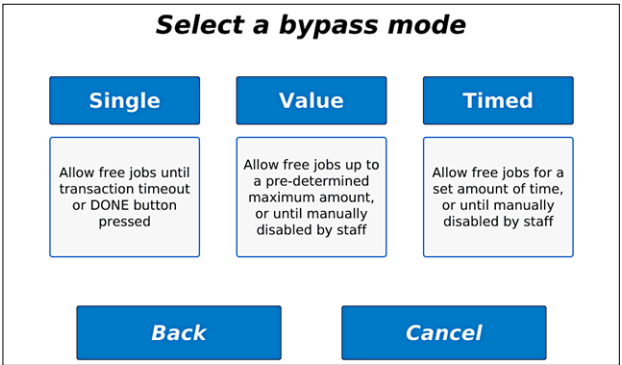 Select a bypass mode
Single
Value
Timed
Allow free jobs until
transaction timeout
or DONE button
pressed
Allow free jobs up to
a pre-determined
maximum amount,
or until manually
disabled by staff
Allow free jobs for a
set amount of time,
or until manually
disabled by staff
Back
Cancel